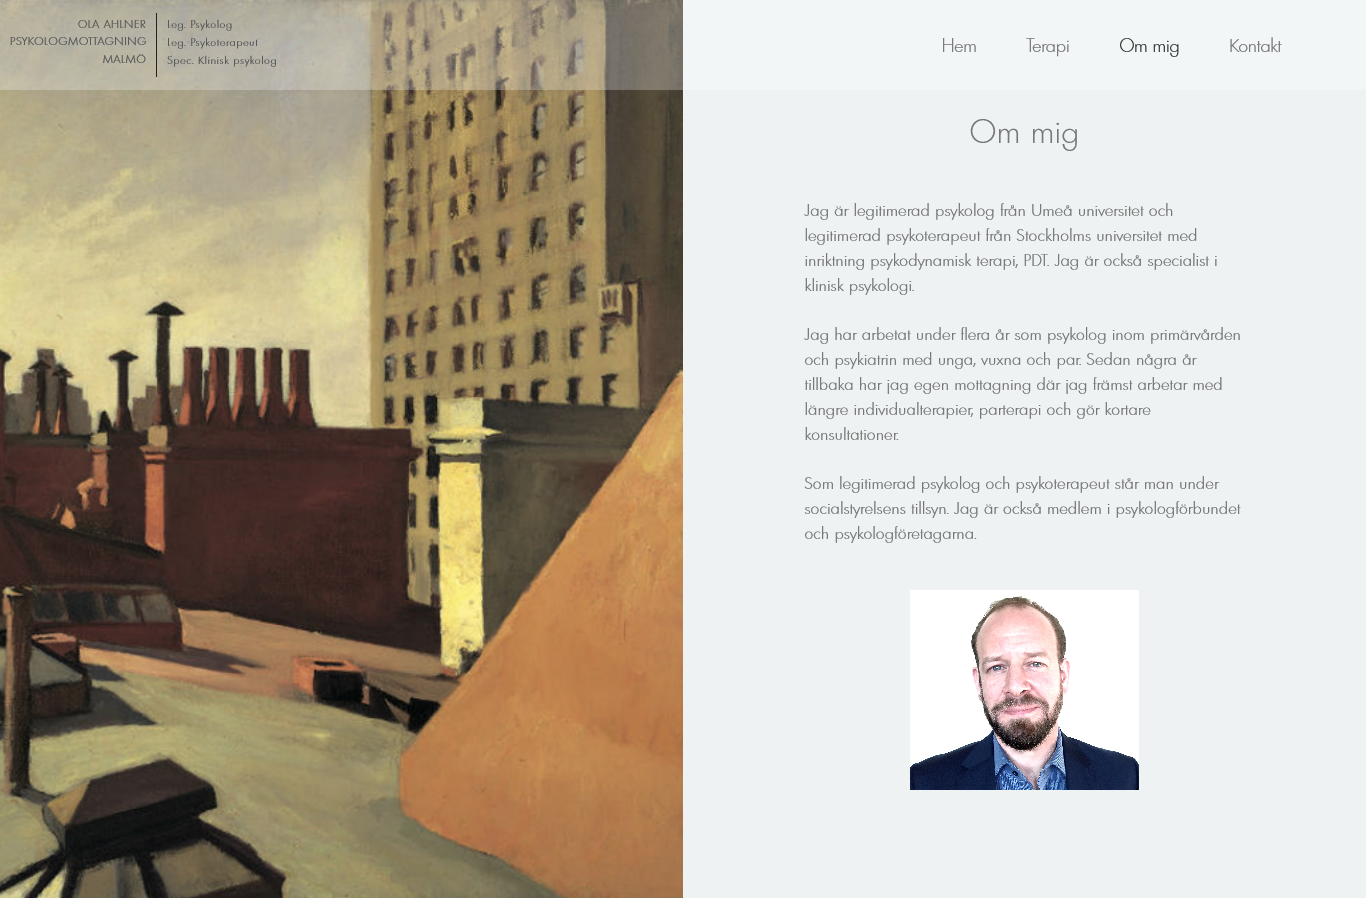 OLA AHLNER
PSYKOLOGMOTTAGNING
MALMÖ
Leg. Psykolog
Leg. Psykoterapeut
Spec. Klinisk psykolog
Hem
Terapi
Om mig
Kontakt
Om mig
Jag är legitimerad psykolog från Umeå universitet och
legitimerad psykoterapeut från Stockholms universitet med
inriktning psykodynamisk terapi, PDT. Jag är också specialist i
klinisk psykologi.
Jag har arbetat under flera år som psykolog inom primärvården
och psykiatrin med unga, vuxna och par. Sedan några år
tillbaka har jag egen mottagning där jag främst arbetar med
längre individualterapier, parterapi och gör kortare
konsultationer.
Som legitimerad psykolog och psykoterapeut står man under
socialstyrelsens tillsyn. Jag är också medlem i psykologförbundet
och psykologföretagarna.